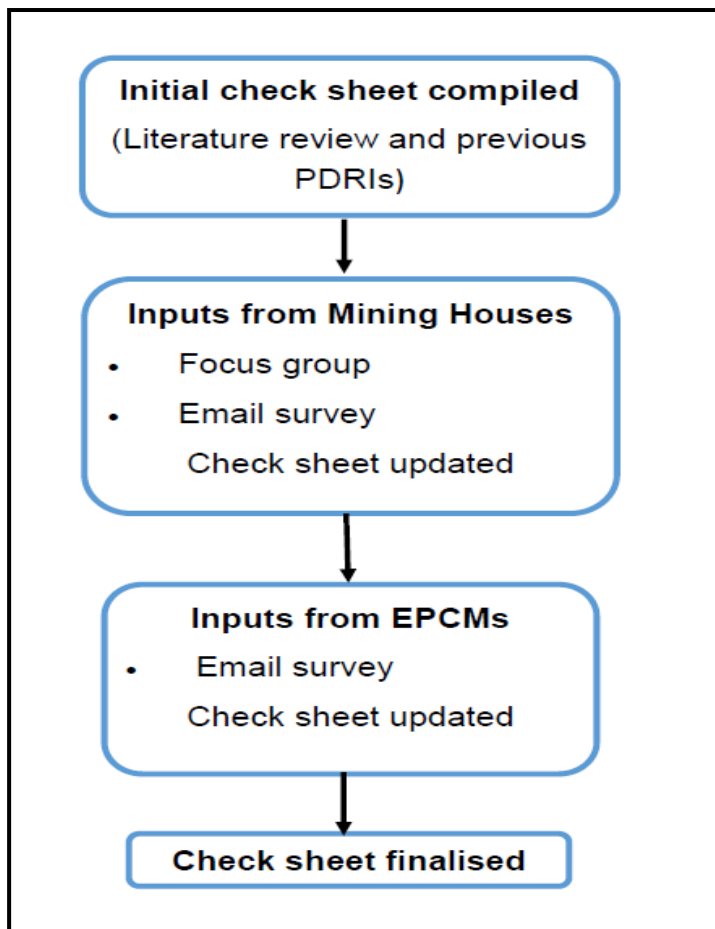 Initial check sheet compiled
(Literature review and previous
PDRIs)
Inputs from Mining Houses
• Focus group
• Email survey
Check sheet updated
Inputs from EPCMs
• Email survey
Check sheet updated
Check sheet finalised